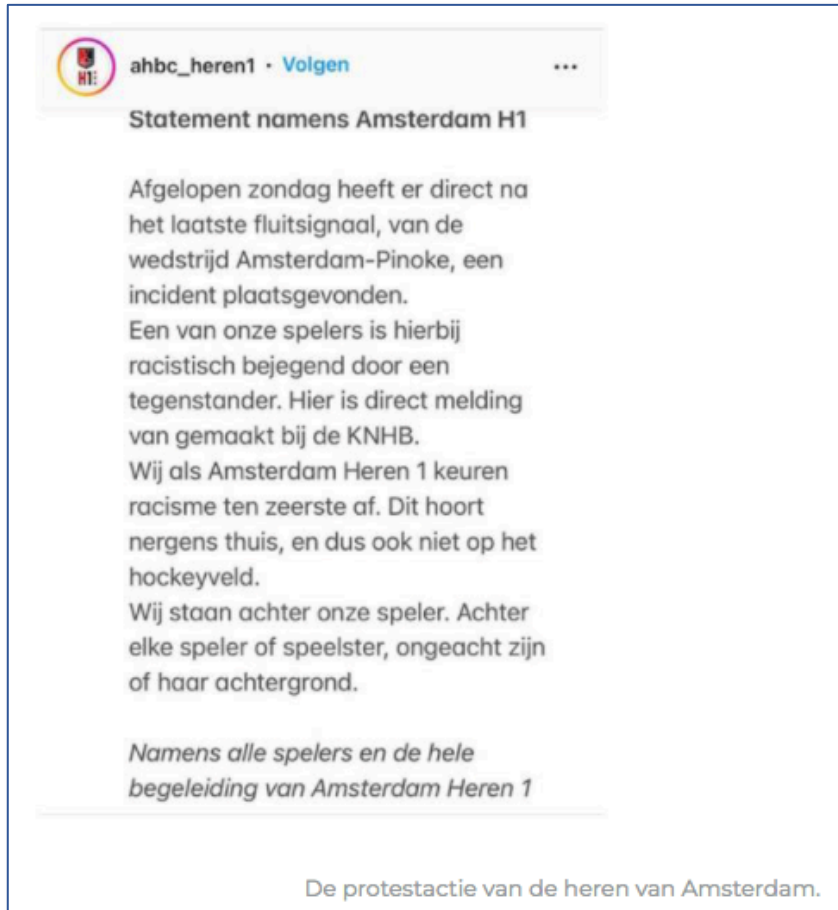 H1
ahbc_heren1 • Volgen ...
Statement namens Amsterdam H1
Afgelopen zondag heeft er direct na
het laatste fluitsignaal, van de
wedstrijd Amsterdam-Pinoke, een
incident plaatsgevonden.
Een van onze spelers is hierbij
racistisch bejegend door een
tegenstander. Hier is direct melding
van gemaakt bij de KNHB.
Wij als Amsterdam Heren 1 keuren
racisme ten zeerste af. Dit hoort
nergens thuis, en dus ook niet op het
hockeyveld.
Wij staan achter onze speler. Achter
elke speler of speelster, ongeacht zijn
of haar achtergrond.
Namens alle spelers en de hele
begeleiding van Amsterdam Heren 1
De protestactie van de heren van Amsterdam.